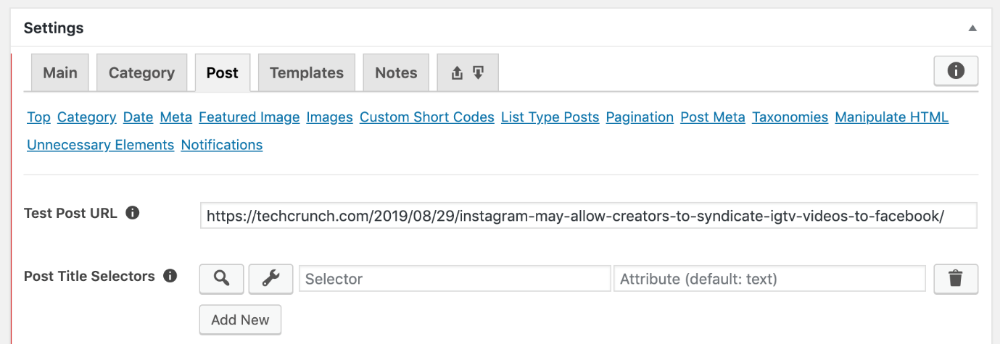 Settings
Main Category Post Templates Notes
Top Category Date Meta Featured Image Images Custom Short Codes List Type Posts Pagination Post Meta Taxonomies Manipulate HTML
Unnecessary Elements Notifications
Test Post URL https://techcrunch.com/2019/08/29/instagram-may-allow-creators-to-syndicate-igtv-videos-to-facebook/
Post Title Selectors Selector Attribute (default: text)
Add New